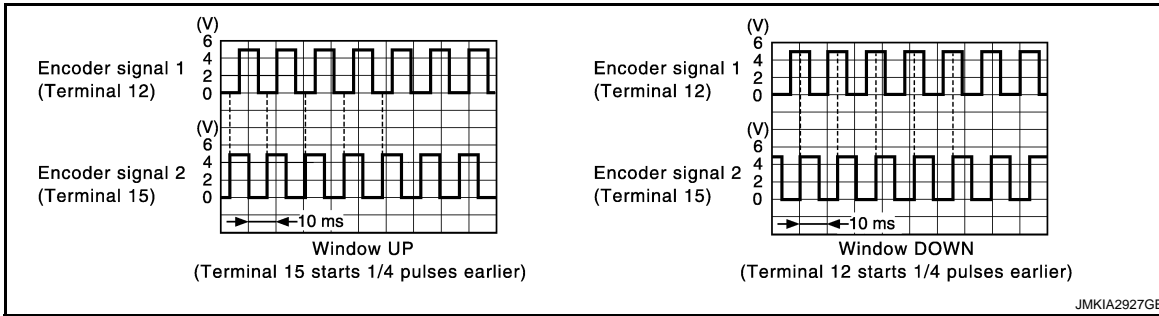 (V)
6
4
2
0
Encoder signal 1
(Terminal 12)
(V)
6
4
2
0
Encoder signal 2
(Terminal 15)
10 ms
Window UP
(Terminal 15 starts 1/4 pulses earlier)
(V)
6
4
2
0
Encoder signal 1
(Terminal 12)
(V)
6
4
2
0
Encoder signal 2
(Terminal 15)
10 ms
Window DOWN
(Terminal 12 starts 1/4 pulses earlier)
JMKIA2927GB